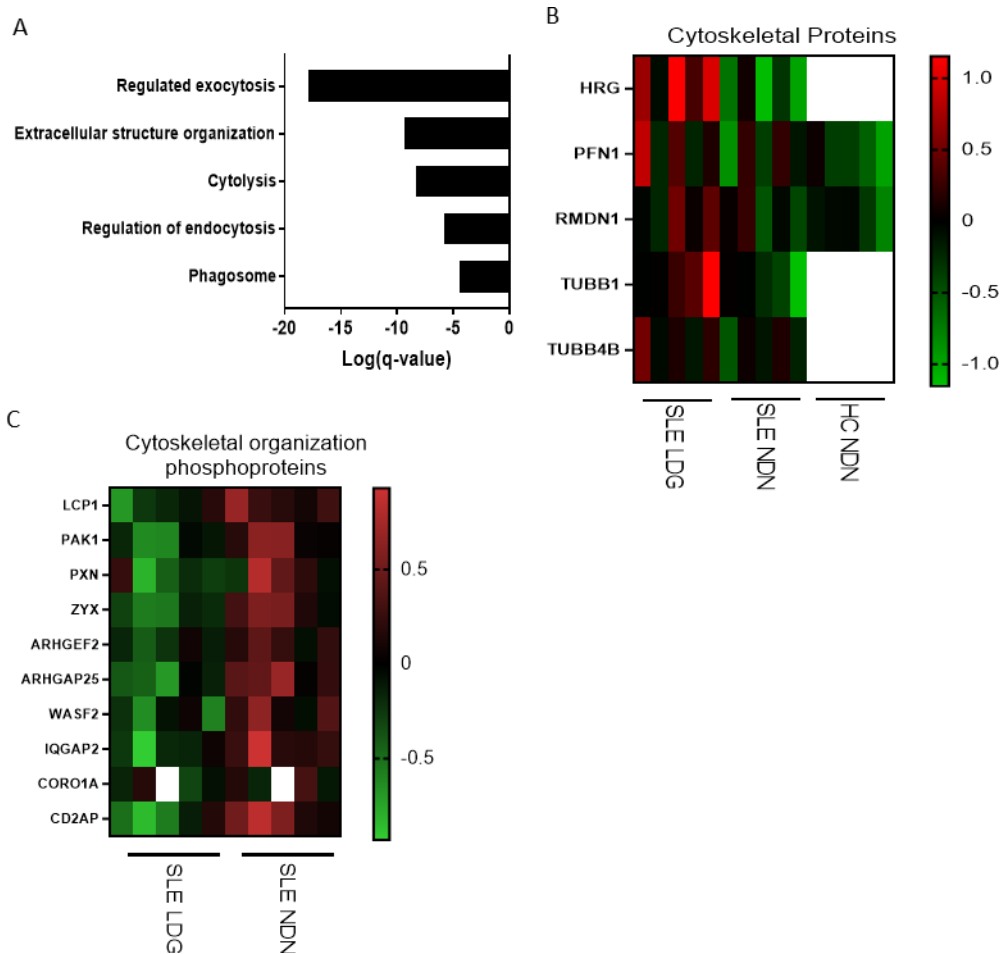 A
Regulated exocytosis
Extracellular structure organization
Cytolysis
Regulation of endocytosis
Phagosome
-20 -15 -10 -5 0
Log(q-value)
B
Cytoskeletal Proteins
HRG
PFN1
RMDN1
TUBB1
TUBB4B
1.0
0.5
0
-0.5
-1.0
SLE LDG
SLE NDN
HC NDN
C
Cytoskeletal organization
phosphoproteins
LCP1
PAK1
PXN
ZYX
ARHGEF2
ARHGAP25
WASF2
IQGAP2
CORO1A
CD2AP
0.5
0
-0.5
SLE LDG
SLE NDN